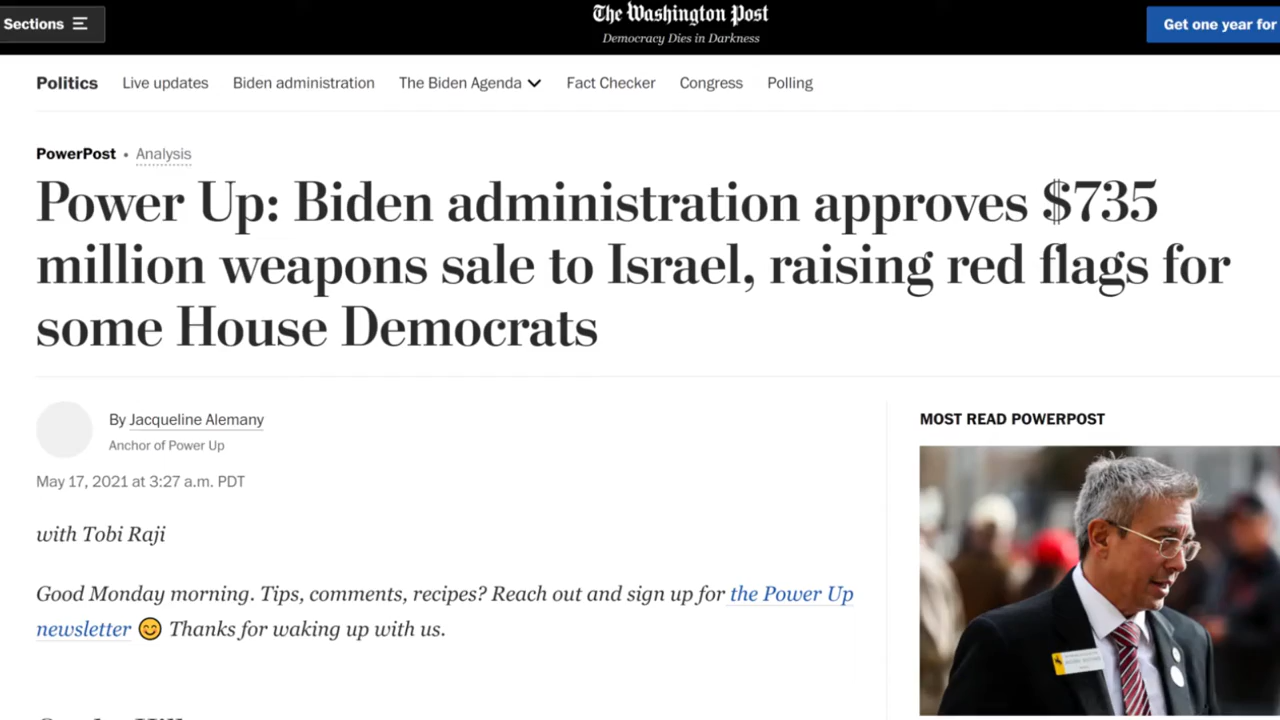 Sections
The Washington Post
Democracy Dies in Darkness
Get one year for
Politics Live updates Biden administration The Biden Agenda Fact Checker Congress Polling
PowerPost • Analysis
Power Up: Biden administration approves $735
million weapons sale to Israel, raising red flags for
some House Democrats
By Jacqueline Alemany
Anchor of Power Up
May 17, 2021 at 3:27 a.m. PDT
with Tobi Raji
Good Monday morning. Tips, comments, recipes? Reach out and sign up for the Power Up
newsletter 😊 Thanks for waking up with us.
MOST READ POWERPOST